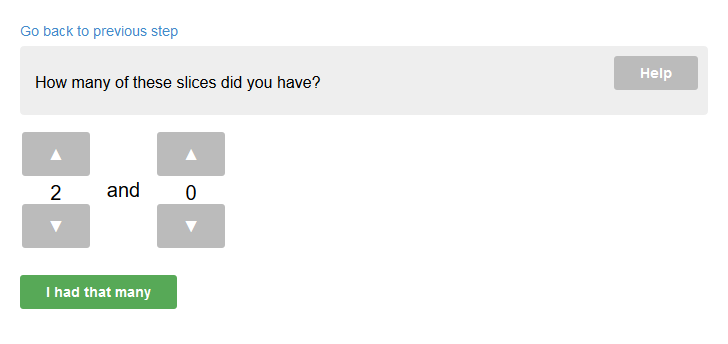 Go back to previous step
How many of these slices did you have?
Help
2 and 0
I had that many